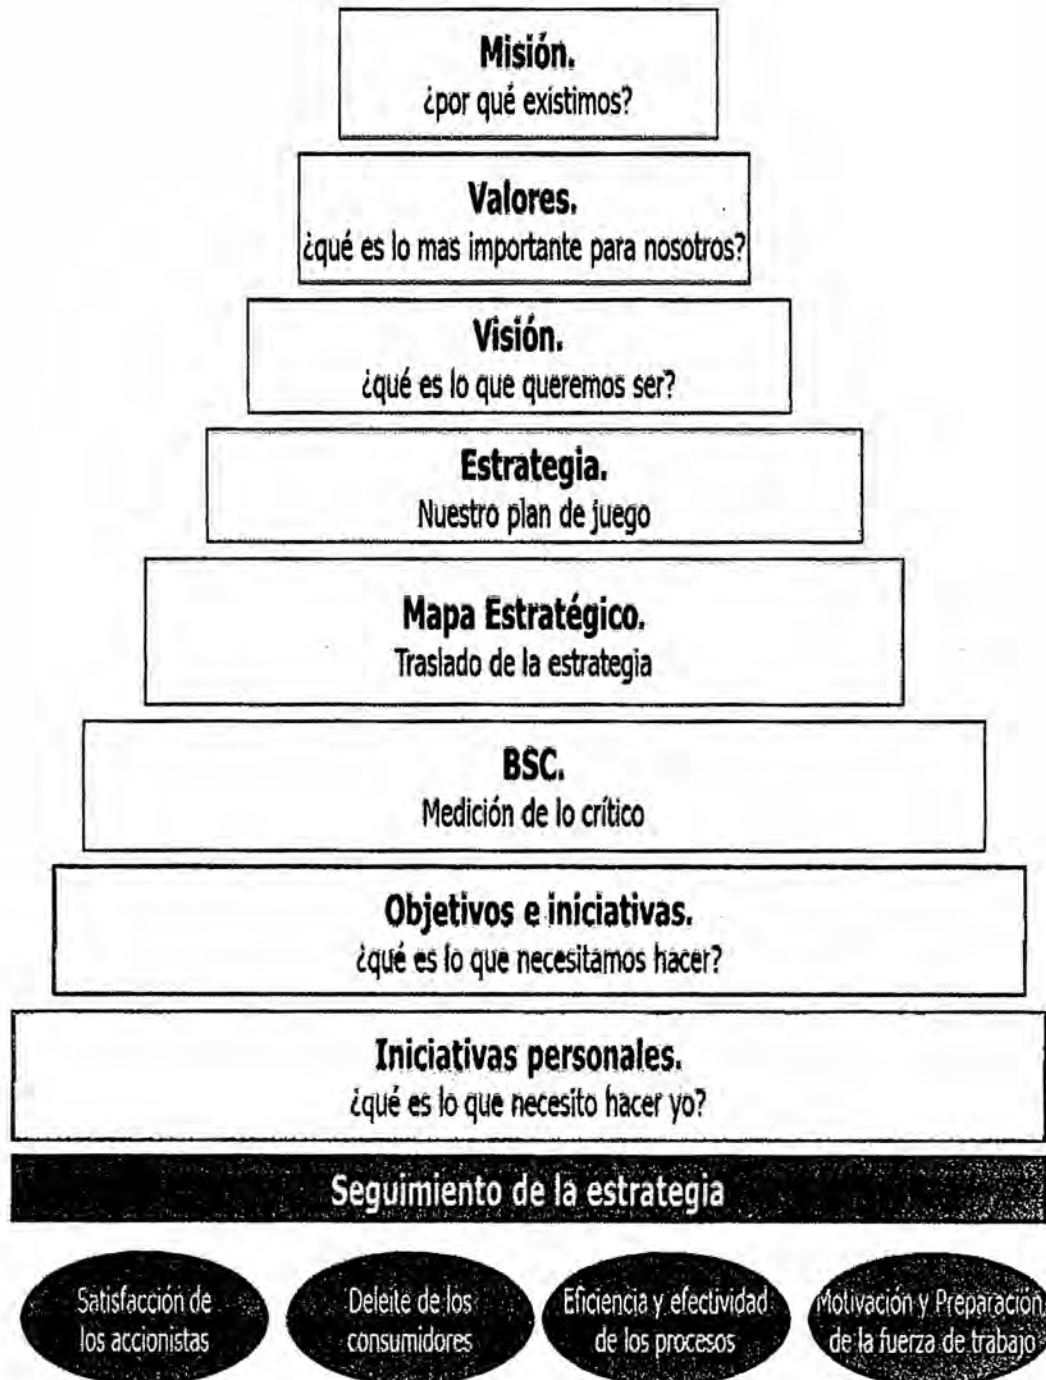 Misión.
¿por qué existimos?
Valores.
¿qué es lo mas importante para nosotros?
Visión.
¿qué es lo que queremos ser?
Estrategia.
Nuestro plan de juego
Mapa Estratégico.
Traslado de la estrategia
BSC.
Medición de lo crítico
Objetivos e iniciativas.
¿qué es lo que necesitamos hacer?
Iniciativas personales.
¿qué es lo que necesito hacer yo?
Seguimiento de la estrategia
Satisfacción de
los accionistas
Deleite de los
consumidores
Eficiencia y efectividad
de los procesos
Motivación y Preparación
de la fuerza de trabajo